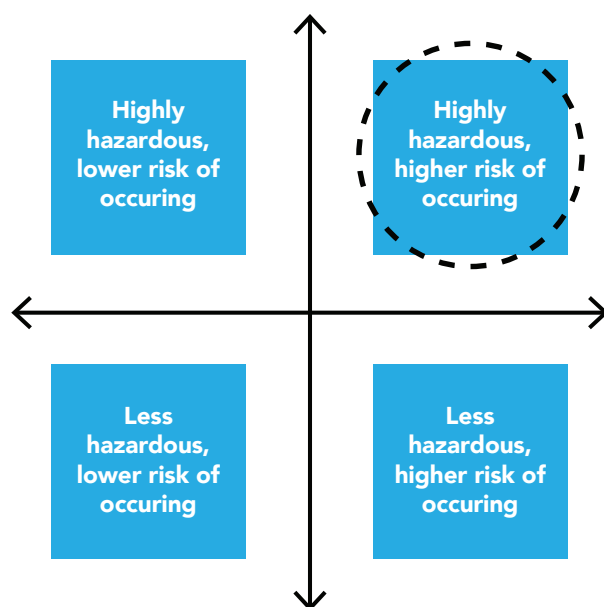 Highly
hazardous,
lower risk of
occuring
Highly
hazardous,
higher risk of
occuring
Less
hazardous,
lower risk of
occuring
Less
hazardous,
higher risk of
occuring